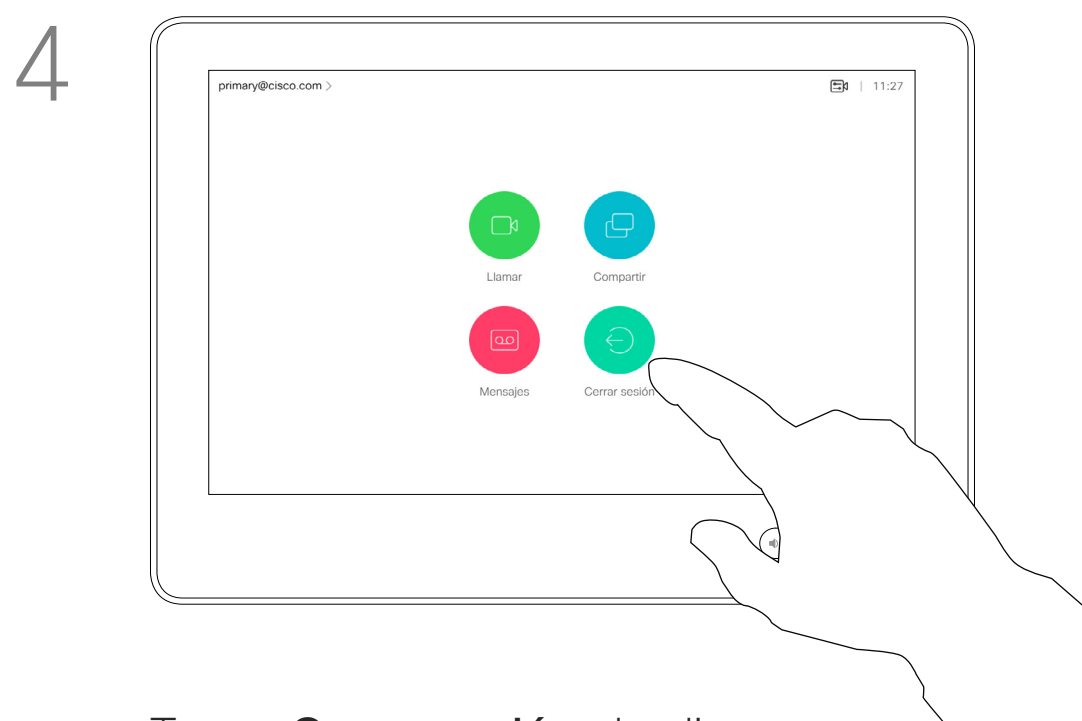 4
primary@cisco.com >
11:27
Llamar
Compartir
Mensajes
Cerrar sesión